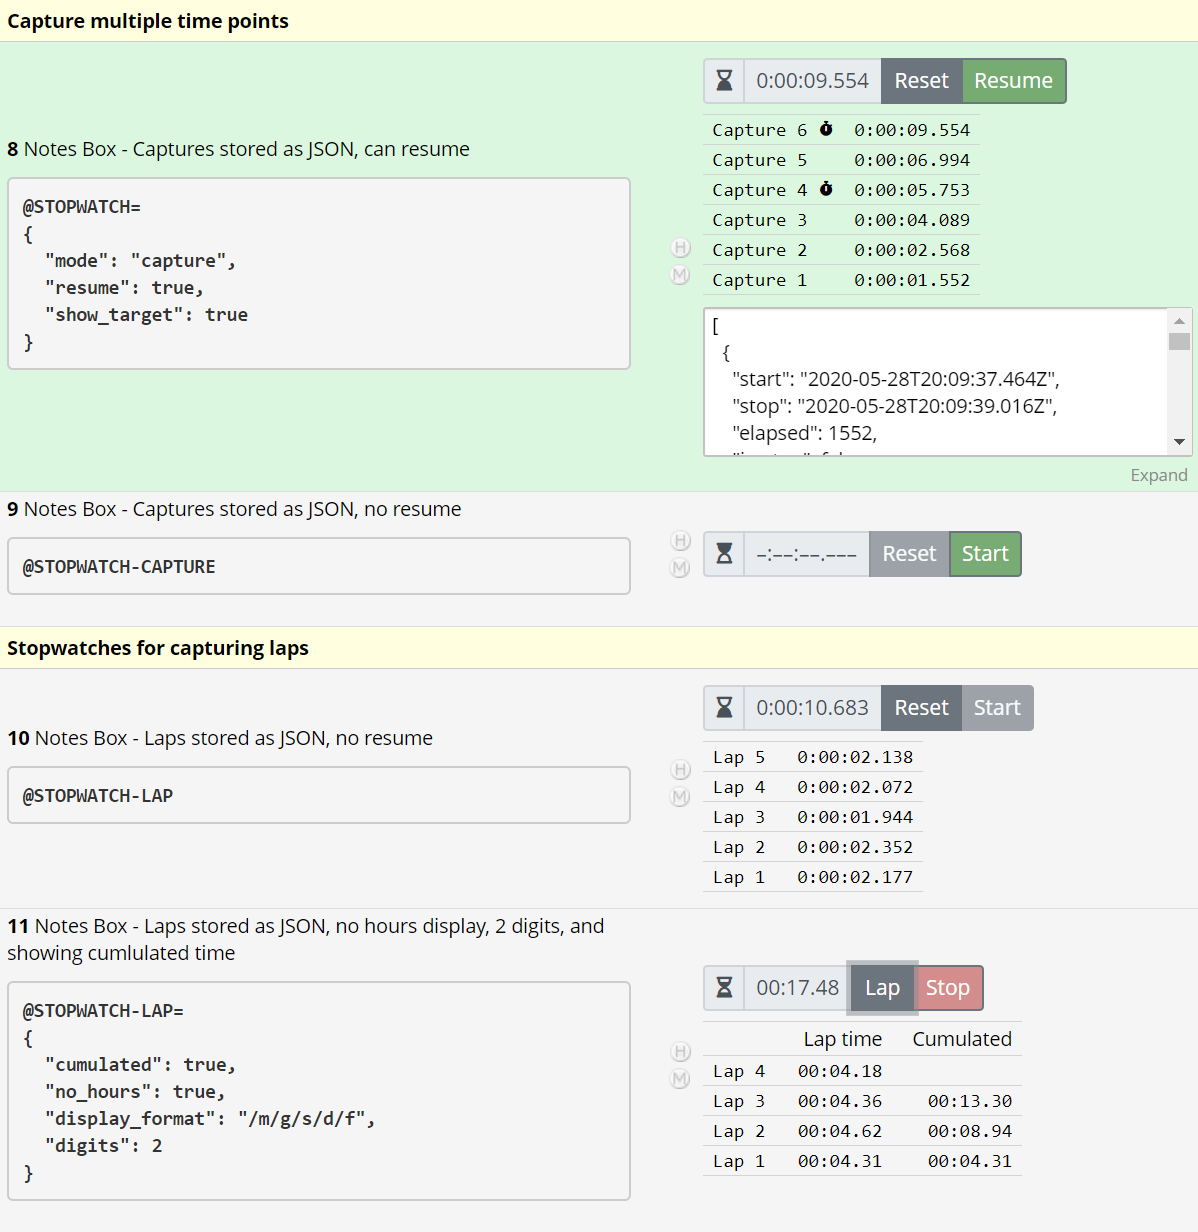 Capture multiple time points
8 Notes Box - Captures stored as JSON, can resume
@STOPWATCH=
{
"mode": "capture",
"resume": true,
"show_target": true
}
H
M
0:00:09.554 Reset Resume
Capture 6 0:00:09.554
Capture 5 0:00:06.994
Capture 4 0:00:05.753
Capture 3 0:00:04.089
Capture 2 0:00:02.568
Capture 1 0:00:01.552
[
{
"start": "2020-05-28T20:09:37.464Z",
"stop": "2020-05-28T20:09:39.016Z",
"elapsed": 1552,
Expand
9 Notes Box - Captures stored as JSON, no resume
@STOPWATCH-CAPTURE
H
M
-:--:--.--- Reset Start
Stopwatches for capturing laps
10 Notes Box - Laps stored as JSON, no resume
@STOPWATCH-LAP
H
M
0:00:10.683 Reset Start
Lap 5 0:00:02.138
Lap 4 0:00:02.072
Lap 3 0:00:01.944
Lap 2 0:00:02.352
Lap 1 0:00:02.177
11 Notes Box - Laps stored as JSON, no hours display, 2 digits, and
showing cumlulated time
@STOPWATCH-LAP=
{
"cumulated": true,
"no_hours": true,
"display_format": "/m/g/s/d/f",
"digits": 2
}
H
M
00:17.48 Lap Stop
Lap time Cumulated
Lap 4 00:04.18
Lap 3 00:04.36 00:13.30
Lap 2 00:04.62 00:08.94
Lap 1 00:04.31 00:04.31